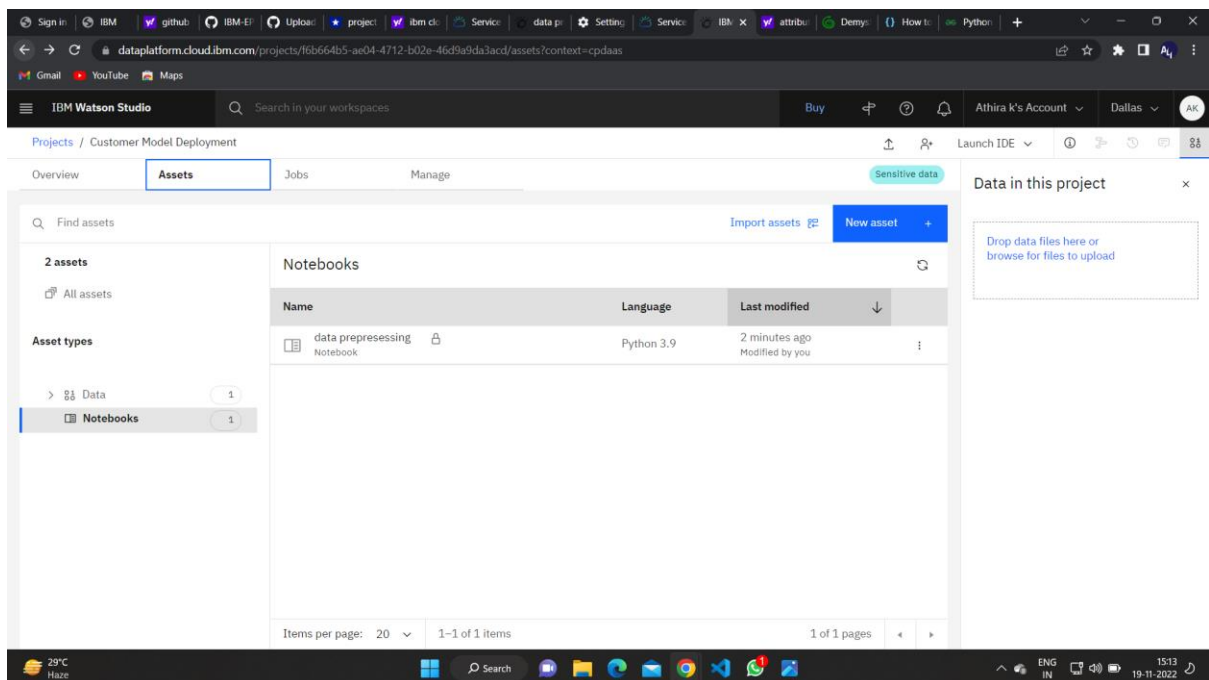 Sign in IBM github IBM-EP Upload project ibm clo Service data pr Setting Service IBM attribut Demys How to Python
dataplatform.cloud.ibm.com/projects/f6b664b5-ae04-4712-b02e-46d9a9da3acd/assets?context=cpdaas
Gmail YouTube Maps
IBM Watson Studio Search in your workspaces Buy Athira k's Account Dallas AK
Projects / Customer Model Deployment Launch IDE
Overview Assets Jobs Manage Sensitive data Data in this project
Find assets Import assets New asset +
Drop data files here or
browse for files to upload
2 assets Notebooks
All assets
Name Language Last modified
Asset types
data prepresessing Python 3.9 2 minutes ago
Notebook Modified by you
Data 1
Notebooks 1
Items per page: 20 1–1 of 1 items 1 of 1 pages
29°C
Haze
Search
ENG
IN
15:13
19-11-2022